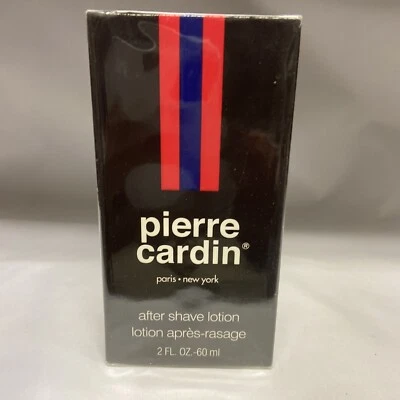 pierre
cardin®
paris • new york
after shave lotion
lotion après-rasage
2 FL. OZ.-60 ml